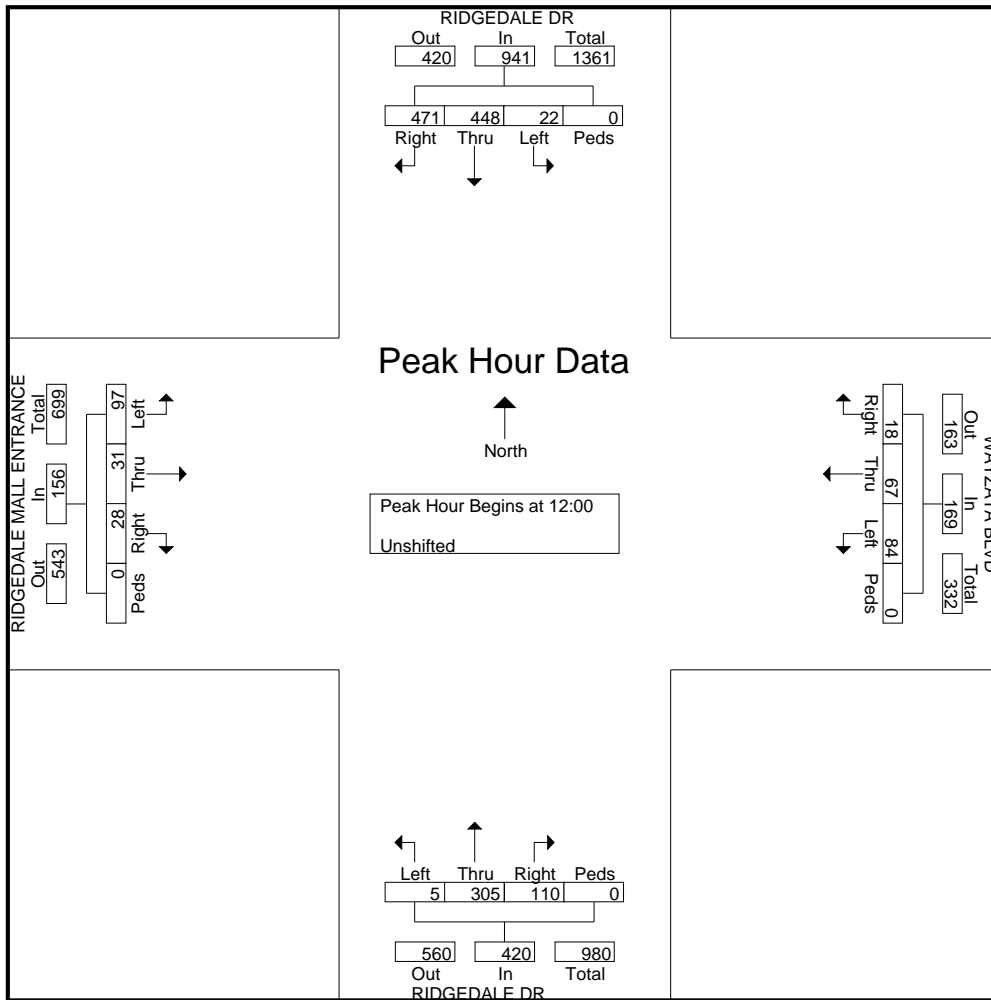 RIDGEDALE DR
Out In Total
420 941 1361
471 448 22 0
Right Thru Left Peds
Peak Hour Data
North
Peak Hour Begins at 12:00
Unshifted
RIDGEDALE MALL ENTRANCE
Total In Out
699 156 543
97 31 28 0
Left Thru Right Peds
Right Thru Left Peds
18 67 84 0
163 169 332
Out In Total
WAYZATA BLVD
Left Thru Right Peds
5 305 110 0
560 420 980
Out In Total
RIDGEDALE DR